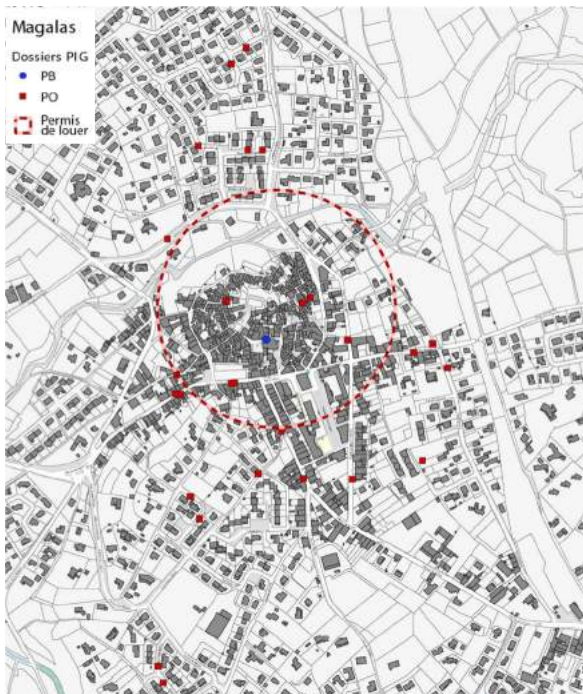 Magalas
Dossiers PIG
PB
PO
Permis
de louer